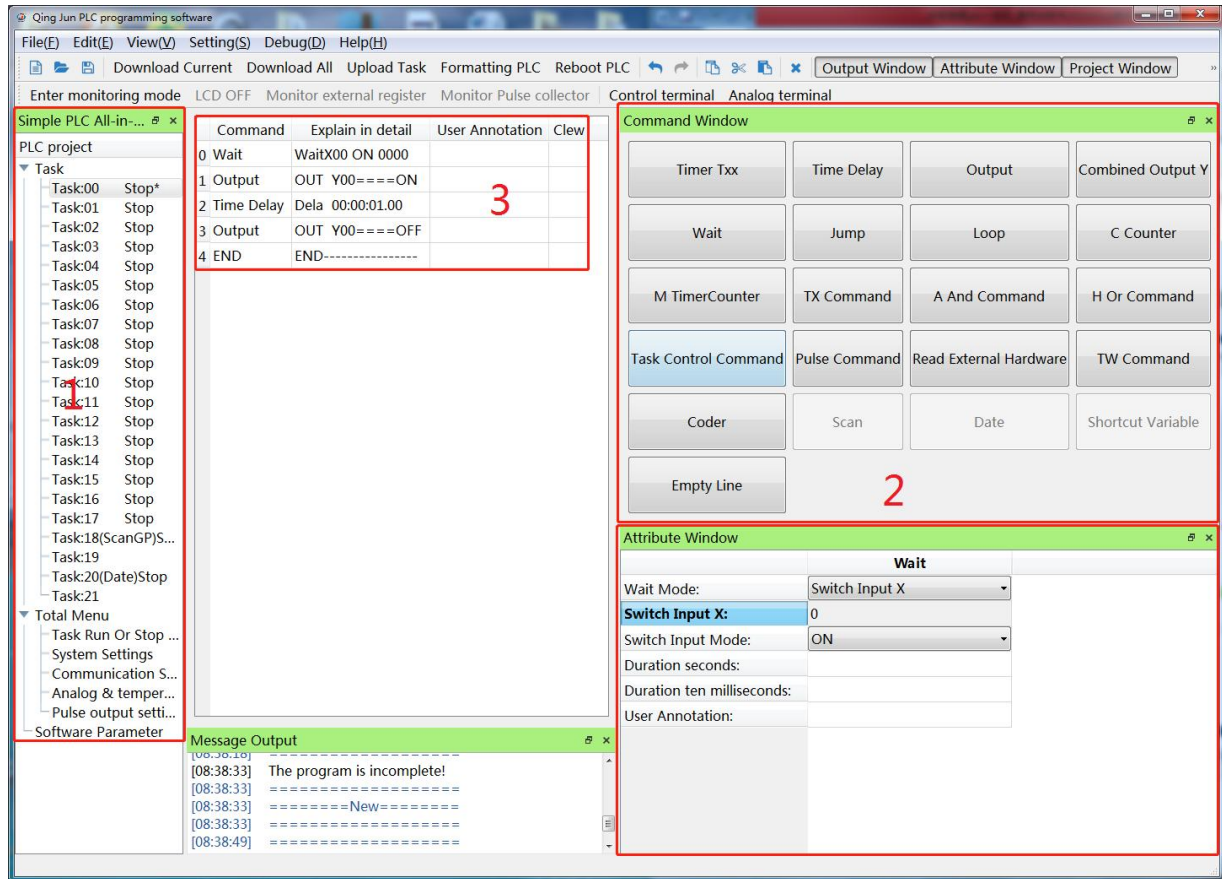 Qing Jun PLC programming software
File(F) Edit(E) View(V) Setting(S) Debug(D) Help(H)
Download Current Download All Upload Task Formatting PLC Reboot PLC Output Window Attribute Window Project Window »
Enter monitoring mode LCD OFF Monitor external register Monitor Pulse collector Control terminal Analog terminal
Simple PLC All-in-...
PLC project
Task
Task:00 Stop*
Task:01 Stop
Task:02 Stop
Task:03 Stop
Task:04 Stop
Task:05 Stop
Task:06 Stop
Task:07 Stop
Task:08 Stop
Task:09 Stop
Task:10 Stop
Task:11 Stop
Task:12 Stop
Task:13 Stop
Task:14 Stop
Task:15 Stop
Task:16 Stop
Task:17 Stop
Task:18(ScanGP)S...
Task:19
Task:20(Date)Stop
Task:21
Total Menu
Task Run Or Stop ...
System Settings
Communication S...
Analog & temper...
Pulse output setti...
Software Parameter
1
Command Explain in detail User Annotation Clew
0 Wait WaitX00 ON 0000
1 Output OUT Y00====ON
2 Time Delay Dela 00:00:01.00
3 Output OUT Y00====OFF
4 END END----------------
3
Message Output
[08:38:18] ===================
[08:38:33] The program is incomplete!
[08:38:33] ===================
[08:38:33] ========New========
[08:38:33] ===================
[08:38:49] ===================
Command Window
Timer Txx Time Delay Output Combined Output Y
Wait Jump Loop C Counter
M TimerCounter TX Command A And Command H Or Command
Task Control Command Pulse Command Read External Hardware TW Command
Coder Scan Date Shortcut Variable
Empty Line
2
Attribute Window
Wait
Wait Mode: Switch Input X
Switch Input X: 0
Switch Input Mode: ON
Duration seconds:
Duration ten milliseconds:
User Annotation: